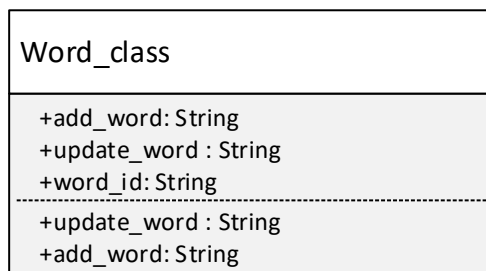 Word_class
+add_word: String
+update_word : String
+word_id: String
+update_word : String
+add_word: String